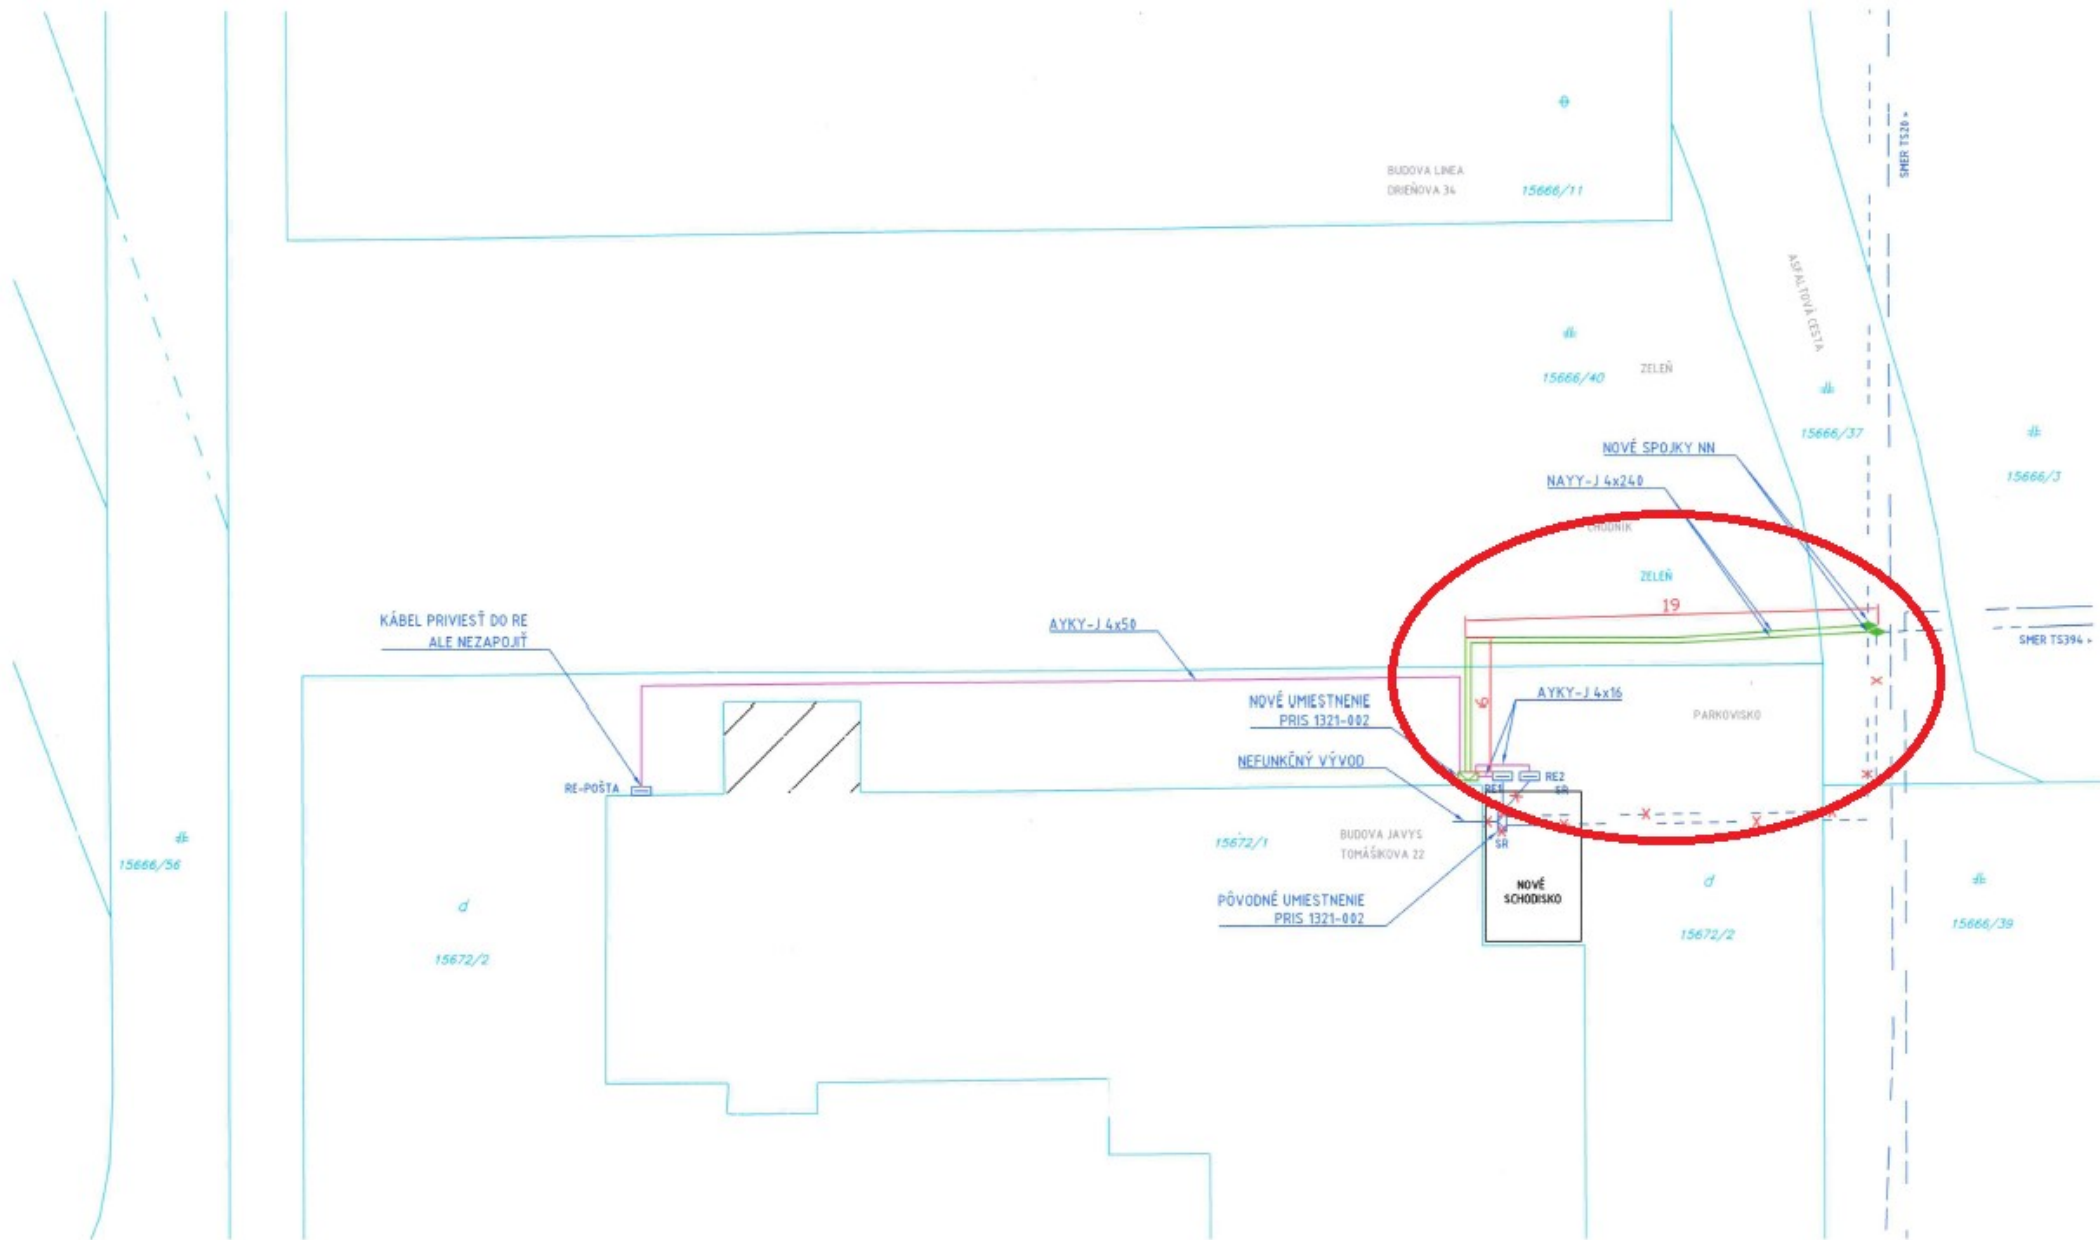 BUDOVA LINEA
DRIEŇOVA 34
15666/11
SMER TS20 »
ASFALTOVÁ CESTA
15666/40
ZELEŇ
15666/37
15666/3
NOVÉ SPOJKY NN
NAYY-J 4x240
CHODNÍK
ZELEŇ
19
SMER TS394 »
KÁBEL PRIVIESŤ DO RE
ALE NEZAPOJIŤ
AYKY-J 4x50
NOVÉ UMIESTNENIE
PRIS 1321-002
AYKY-J 4x16
PARKOVISKO
NEFUNKČNÝ VÝVOD
RE-POŠTA
RE1
RE2
SR
15672/1
BUDOVA JAVYS
TOMÁŠIKOVA 22
SR
15666/56
d
15672/2
PÔVODNÉ UMIESTNENIE
PRIS 1321-002
NOVÉ
SCHODISKO
d
15672/2
15666/39